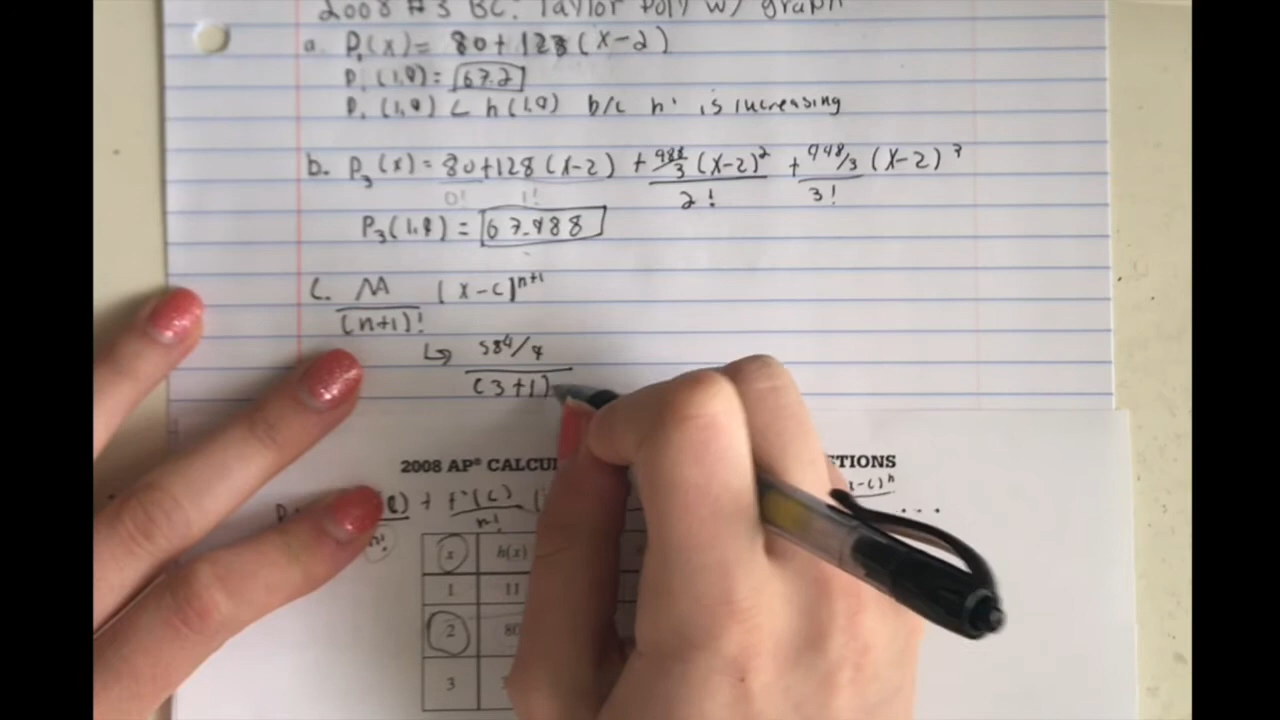 2008 #3 BC: Taylor Poly w/ graph
a. P₁(x) = 80 + 128 (x-2)
P₁(1.9) = 67.2
P₁(1.9) < h(1.9) b/c h' is increasing
b. P₃(x) = 80/0! + 128/1! (x-2) + 488/3/2! (x-2)² + 448/3/3! (x-2)³
P₃(1.9) = 67.988
c. M/(n+1)! (x-c)ⁿ⁺¹
↳ 584/9/(3+1)
2008 AP® CALCU TIONS
x h(x)
1 11
2 80
3